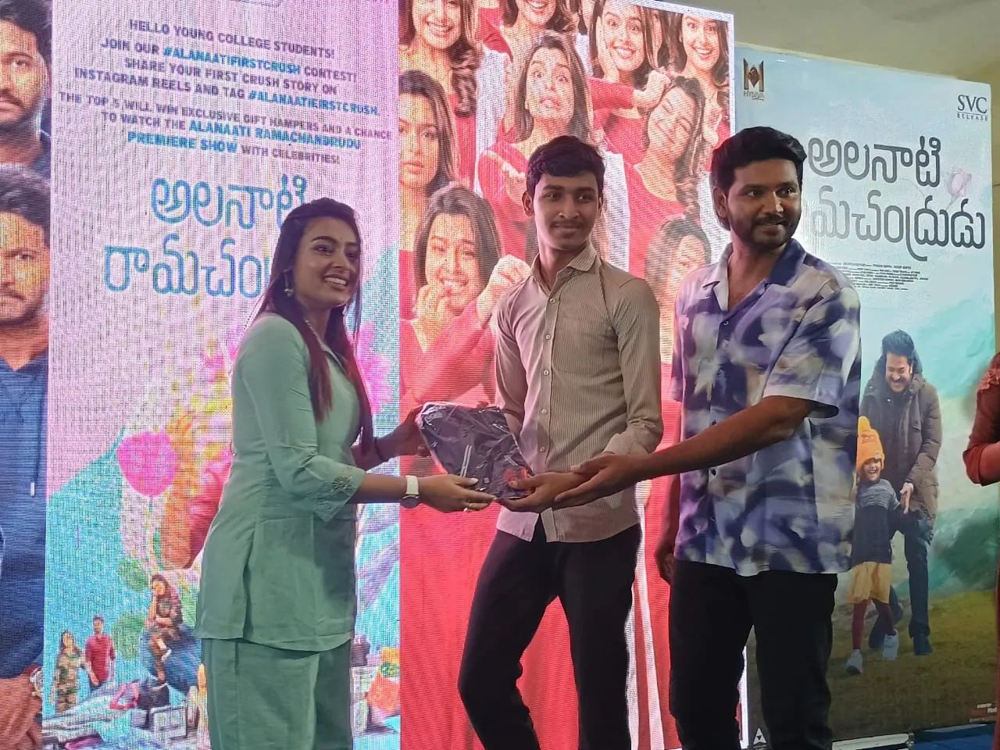 HELLO YOUNG COLLEGE STUDENTS!
JOIN OUR #ALANAATIFIRSTCRUSH CONTEST!
SHARE YOUR FIRST CRUSH STORY ON
INSTAGRAM REELS AND TAG #ALANAATIFIRSTCRUSH.
THE TOP 5 WILL WIN EXCLUSIVE GIFT HAMPERS AND A CHANCE
TO WATCH THE ALANAATI RAMACHANDRUDU
PREMIERE SHOW WITH CELEBRITIES!
అలనాటి
రామచం
SVC
RELEASE
అలనాటి
మచంద్రుడు